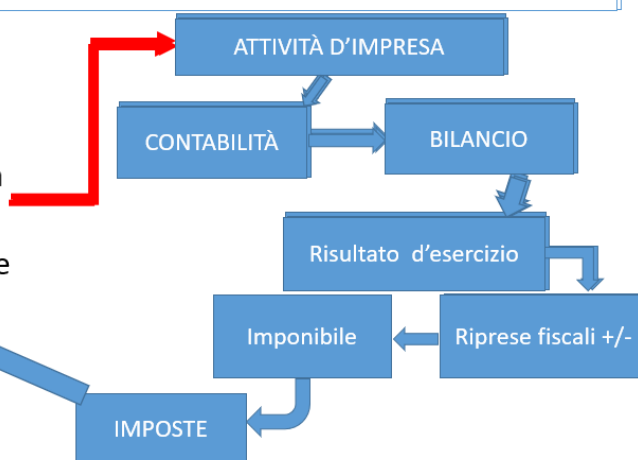 ATTIVITÀ D'IMPRESA
CONTABILITÀ
BILANCIO
e
Risultato d'esercizio
Imponibile
Riprese fiscali +/-
IMPOSTE